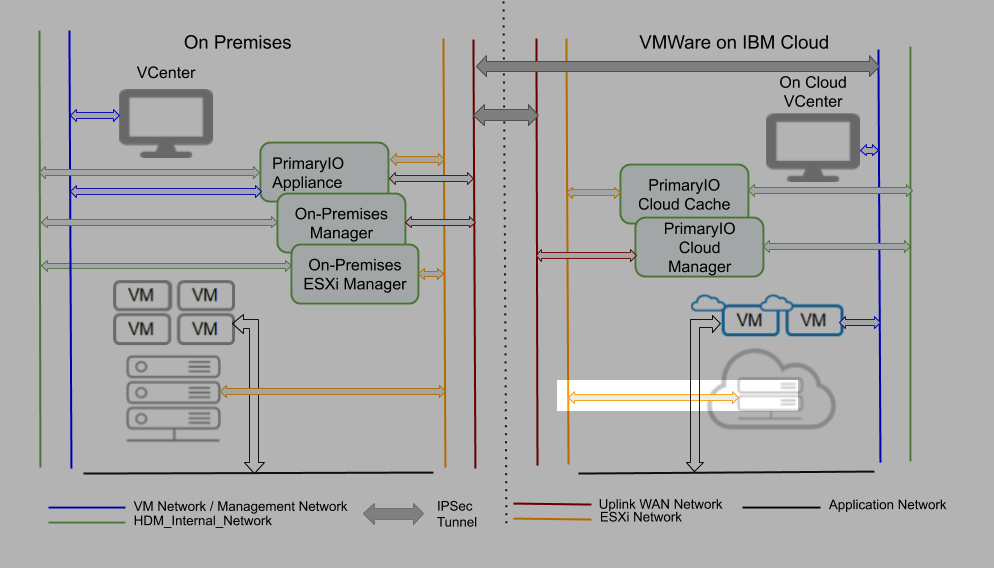 On Premises
VMWare on IBM Cloud
VCenter
On Cloud
VCenter
PrimaryIO
Appliance
On-Premises
Manager
On-Premises
ESXi Manager
PrimaryIO
Cloud Cache
PrimaryIO
Cloud
Manager
VM
VM
VM
VM
VM
VM
VM Network / Management Network
HDM_Internal_Network
IPSec
Tunnel
Uplink WAN Network
ESXi Network
Application Network